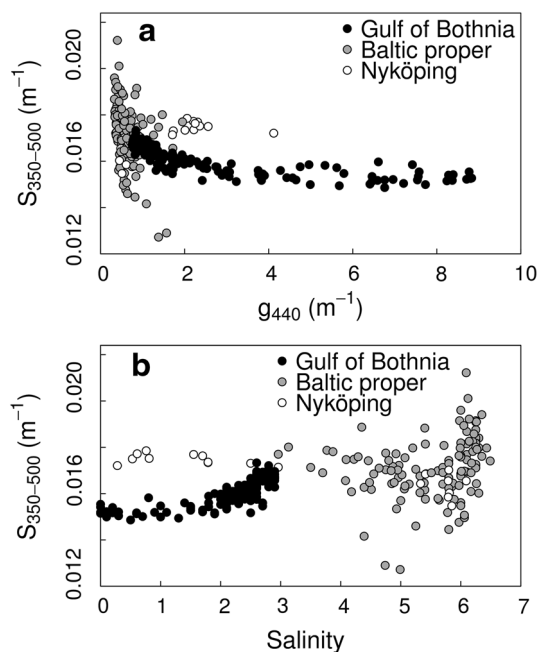 a
Gulf of Bothnia
Baltic proper
Nyköping
S350–500 (m−1)
0.020
0.016
0.012
0 2 4 6 8 10
g440 (m−1)
b
Gulf of Bothnia
Baltic proper
Nyköping
S350–500 (m−1)
0.020
0.016
0.012
0 1 2 3 4 5 6 7
Salinity